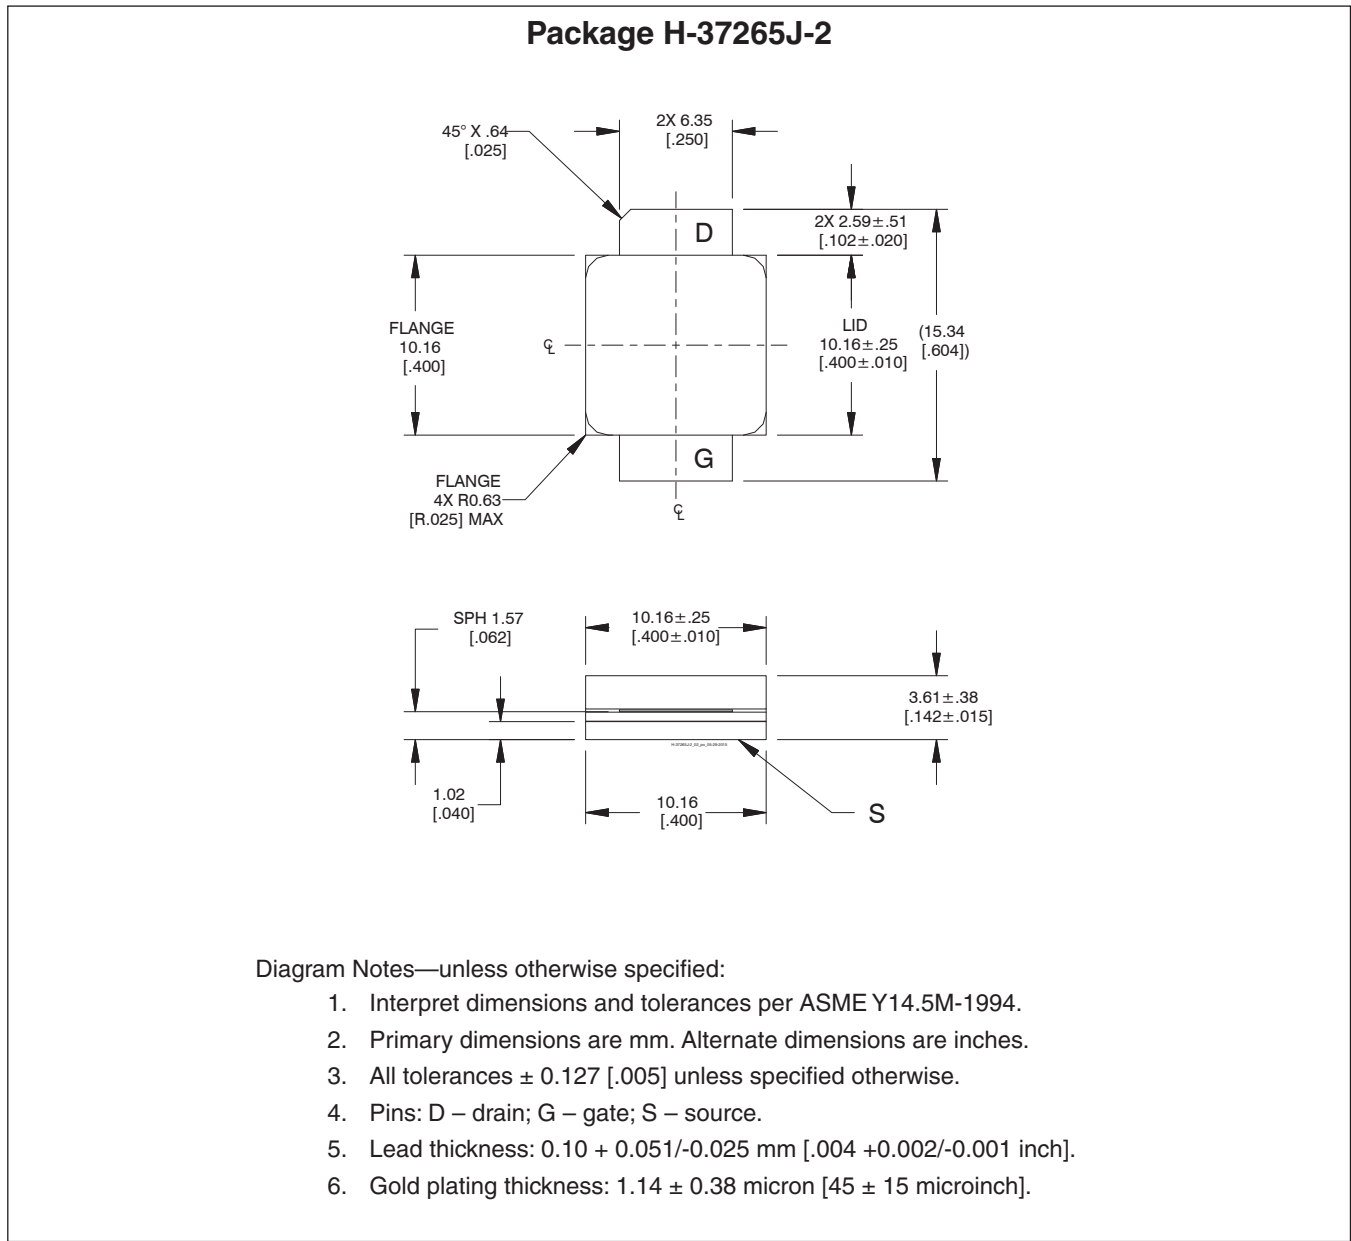 Package H-37265J-2
45° X .64
[.025]
2X 6.35
[.250]
D
2X 2.59±.51
[.102±.020]
FLANGE
10.16
[.400]
℄
LID
10.16±.25
[.400±.010]
(15.34
[.604])
G
FLANGE
4X R0.63
[R.025] MAX
℄
SPH 1.57
[.062]
10.16±.25
[.400±.010]
3.61±.38
[.142±.015]
1.02
[.040]
10.16
[.400]
S
Diagram Notes—unless otherwise specified:
1. Interpret dimensions and tolerances per ASME Y14.5M-1994.
2. Primary dimensions are mm. Alternate dimensions are inches.
3. All tolerances ± 0.127 [.005] unless specified otherwise.
4. Pins: D – drain; G – gate; S – source.
5. Lead thickness: 0.10 + 0.051/-0.025 mm [.004 +0.002/-0.001 inch].
6. Gold plating thickness: 1.14 ± 0.38 micron [45 ± 15 microinch].